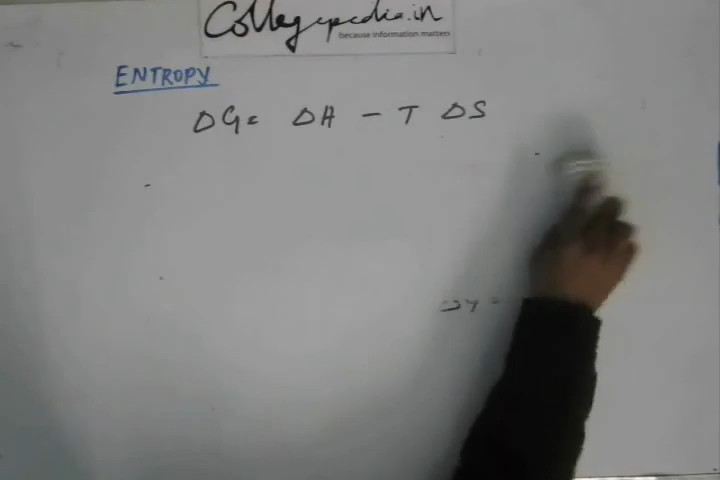 Collegepedia.in
because information matters
ENTROPY
ΔG = ΔH - T ΔS